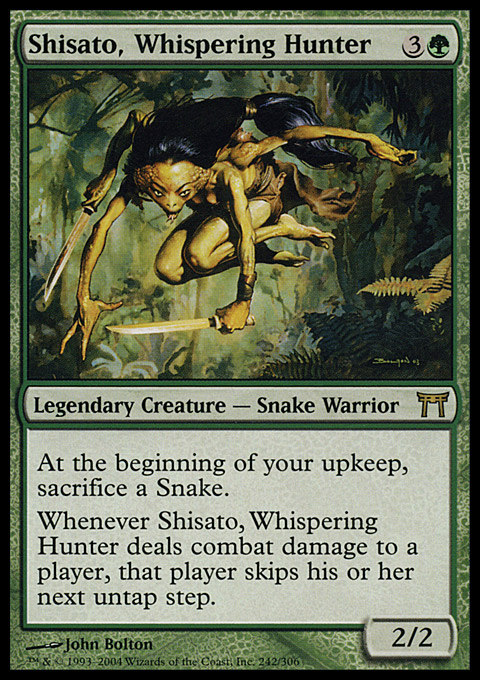 Shisato, Whispering Hunter 3
Legendary Creature — Snake Warrior
At the beginning of your upkeep,
sacrifice a Snake.
Whenever Shisato, Whispering
Hunter deals combat damage to a
player, that player skips his or her
next untap step.
2/2
John Bolton
™ & © 1993–2004 Wizards of the Coast, Inc. 242/306